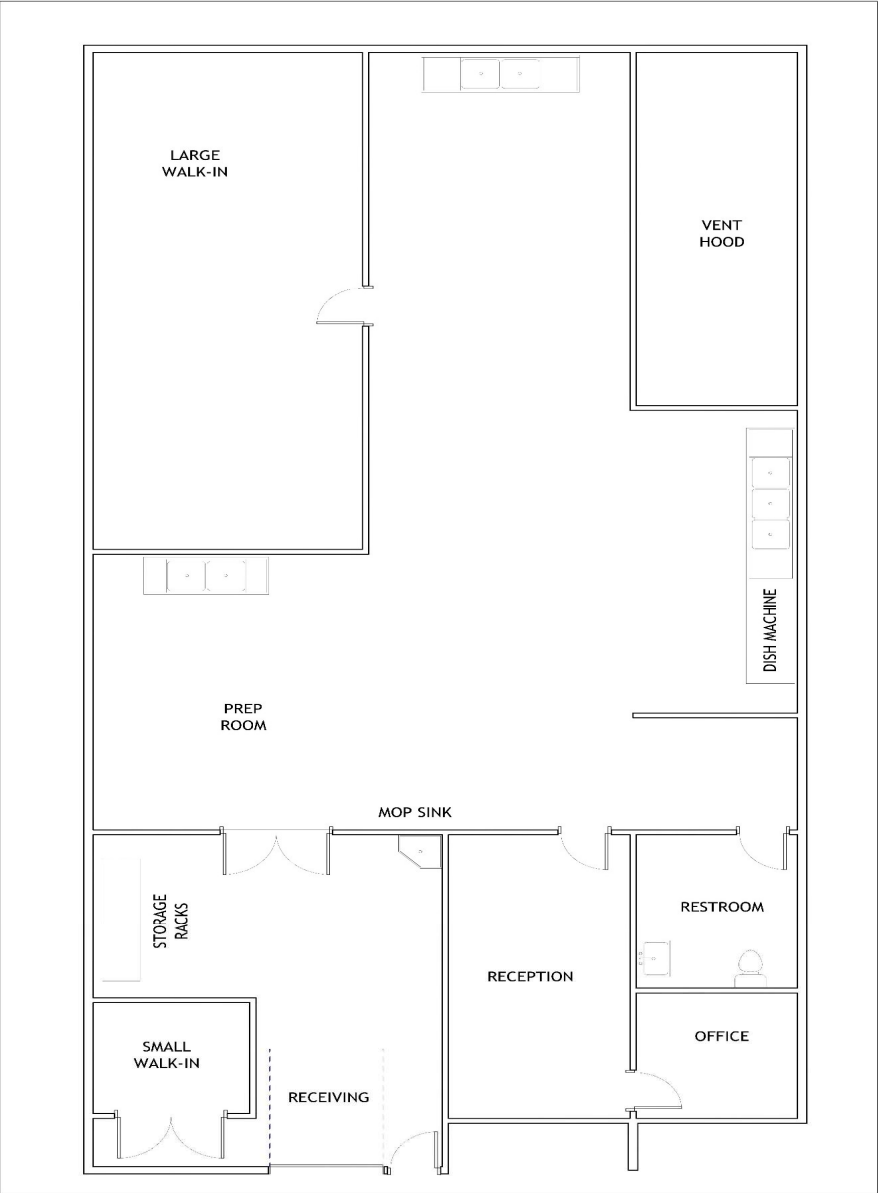 LARGE
WALK-IN
VENT
HOOD
DISH MACHINE
PREP
ROOM
MOP SINK
STORAGE
RACKS
RESTROOM
RECEPTION
OFFICE
SMALL
WALK-IN
RECEIVING